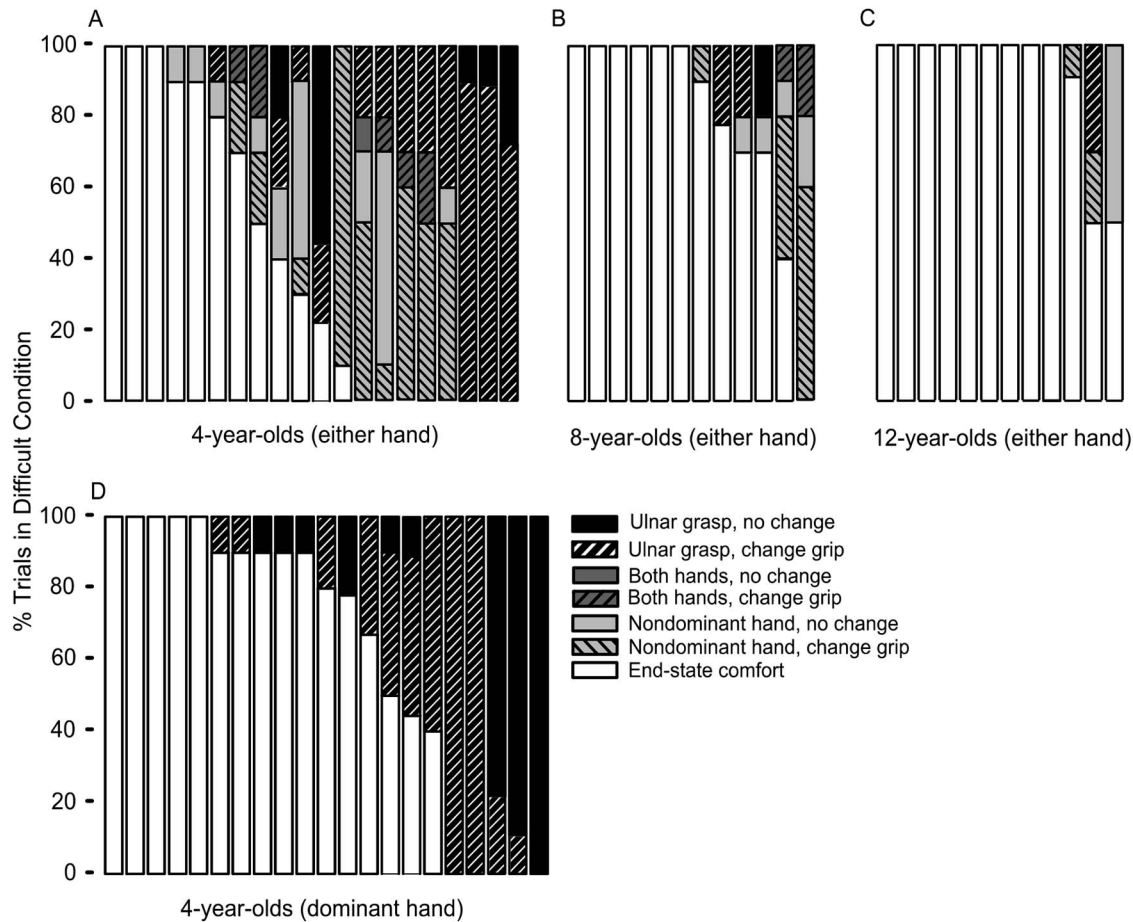 A
B
C
100
80
60
40
20
0
4-year-olds (either hand)
8-year-olds (either hand)
12-year-olds (either hand)
% Trials in Difficult Condition
D
100
80
60
40
20
0
4-year-olds (dominant hand)
Ulnar grasp, no change
Ulnar grasp, change grip
Both hands, no change
Both hands, change grip
Nondominant hand, no change
Nondominant hand, change grip
End-state comfort